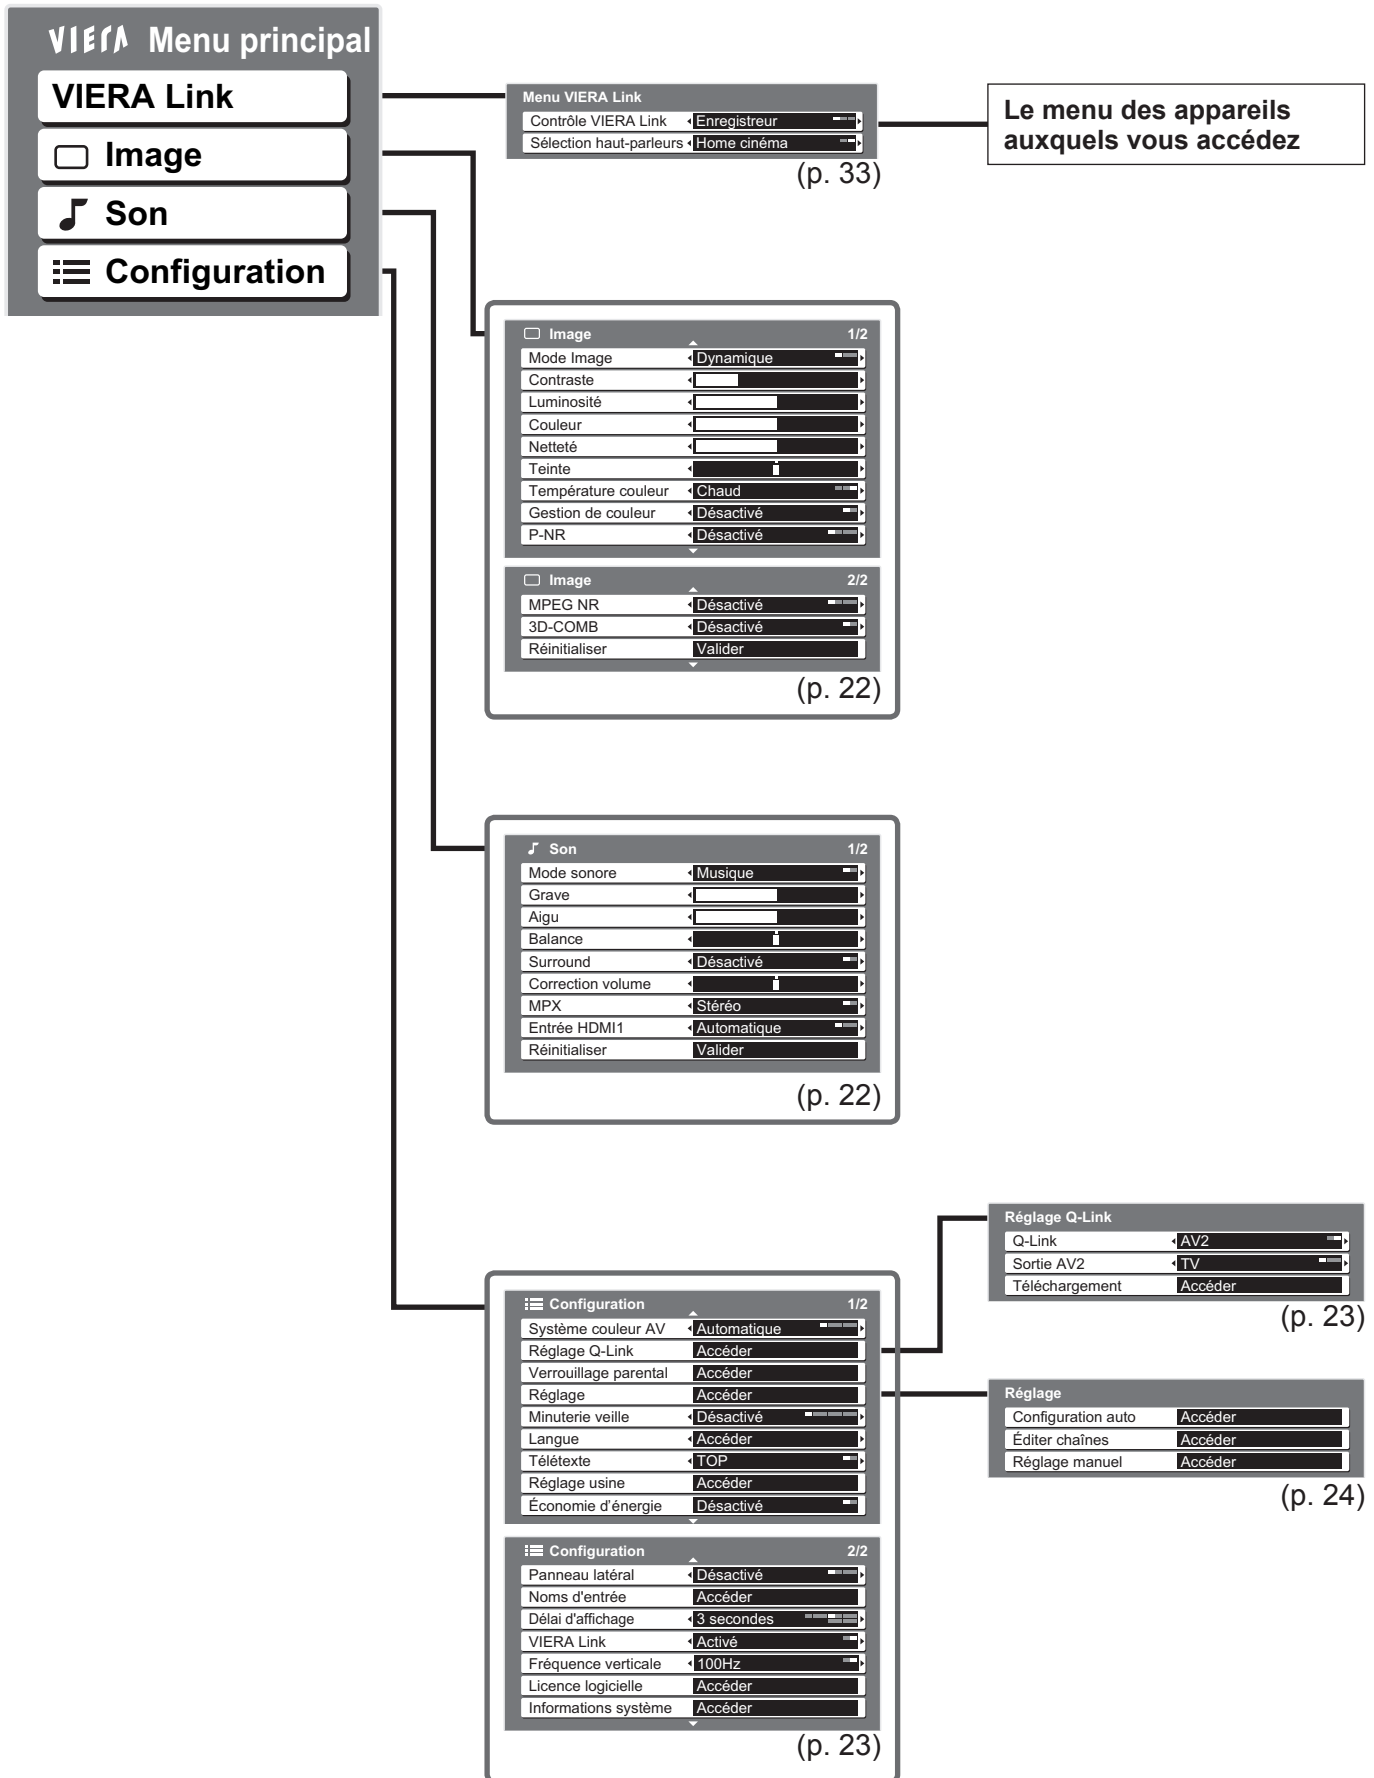 VIERA Menu principal
VIERA Link
Image
Son
Configuration
Menu VIERA Link
Contrôle VIERA Link Enregistreur
Sélection haut-parleurs Home cinéma
(p. 33)
Le menu des appareils
auxquels vous accédez
Image 1/2
Mode Image Dynamique
Contraste
Luminosité
Couleur
Netteté
Teinte
Température couleur Chaud
Gestion de couleur Désactivé
P-NR Désactivé
Image 2/2
MPEG NR Désactivé
3D-COMB Désactivé
Réinitialiser Valider
(p. 22)
Son 1/2
Mode sonore Musique
Grave
Aigu
Balance
Surround Désactivé
Correction volume
MPX Stéréo
Entrée HDMI1 Automatique
Réinitialiser Valider
(p. 22)
Configuration 1/2
Système couleur AV Automatique
Réglage Q-Link Accéder
Verrouillage parental Accéder
Réglage Accéder
Minuterie veille Désactivé
Langue Accéder
Télétexte TOP
Réglage usine Accéder
Économie d'énergie Désactivé
Configuration 2/2
Panneau latéral Désactivé
Noms d'entrée Accéder
Délai d'affichage 3 secondes
VIERA Link Activé
Fréquence verticale 100Hz
Licence logicielle Accéder
Informations système Accéder
(p. 23)
Réglage Q-Link
Q-Link AV2
Sortie AV2 TV
Téléchargement Accéder
(p. 23)
Réglage
Configuration auto Accéder
Éditer chaînes Accéder
Réglage manuel Accéder
(p. 24)